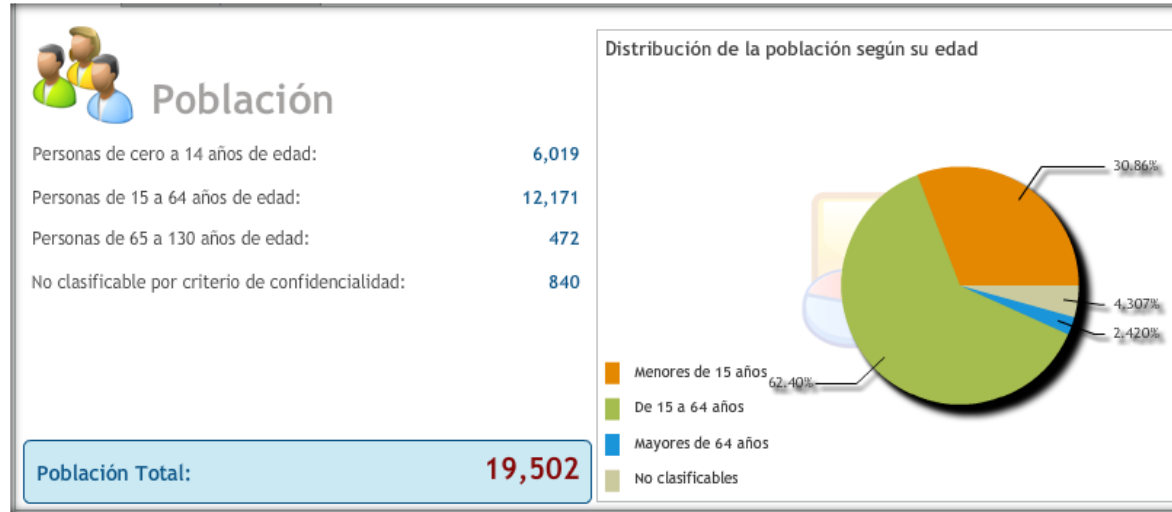 Población
Personas de cero a 14 años de edad: 6,019
Personas de 15 a 64 años de edad: 12,171
Personas de 65 a 130 años de edad: 472
No clasificable por criterio de confidencialidad: 840
Población Total: 19,502
Distribución de la población según su edad
30.86%
4.307%
2.420%
62.40%
Menores de 15 años
De 15 a 64 años
Mayores de 64 años
No clasificables